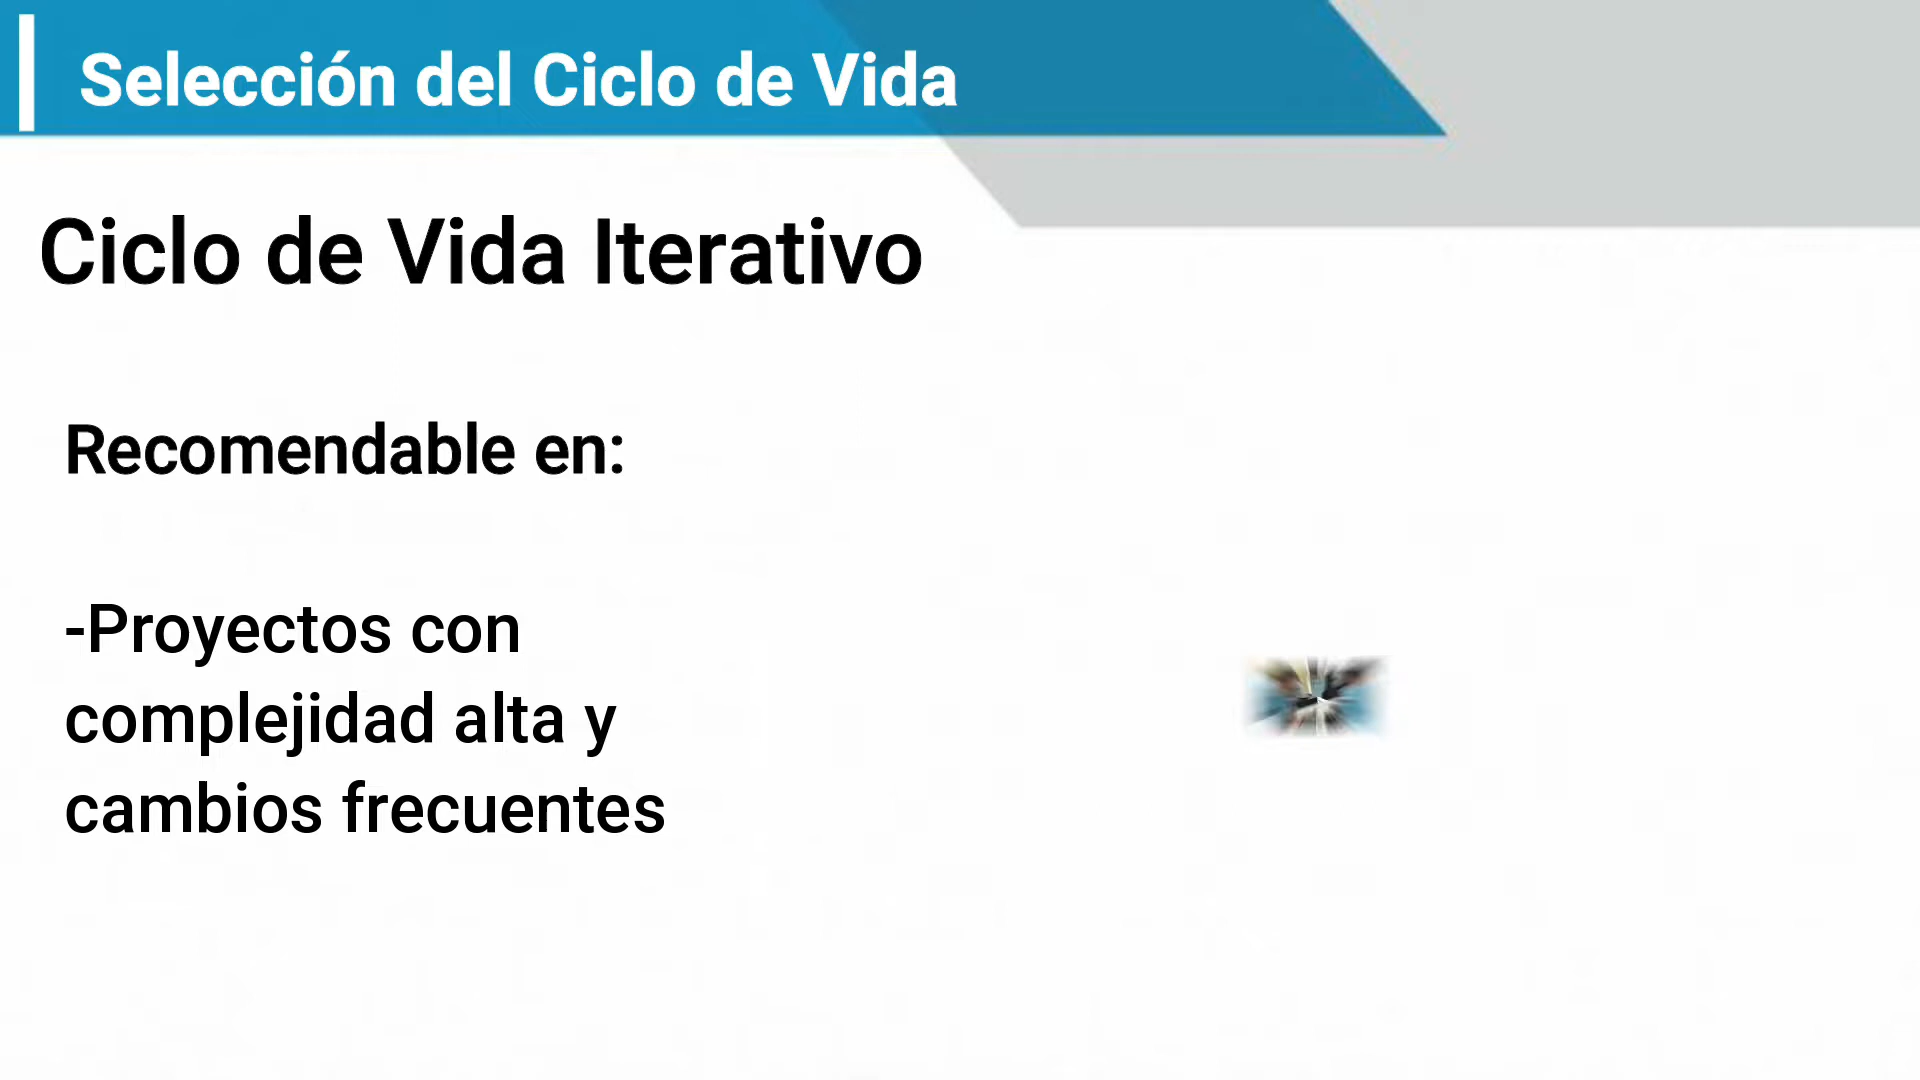 Selección del Ciclo de Vida
Ciclo de Vida Iterativo
Recomendable en:
-Proyectos con
complejidad alta y
cambios frecuentes